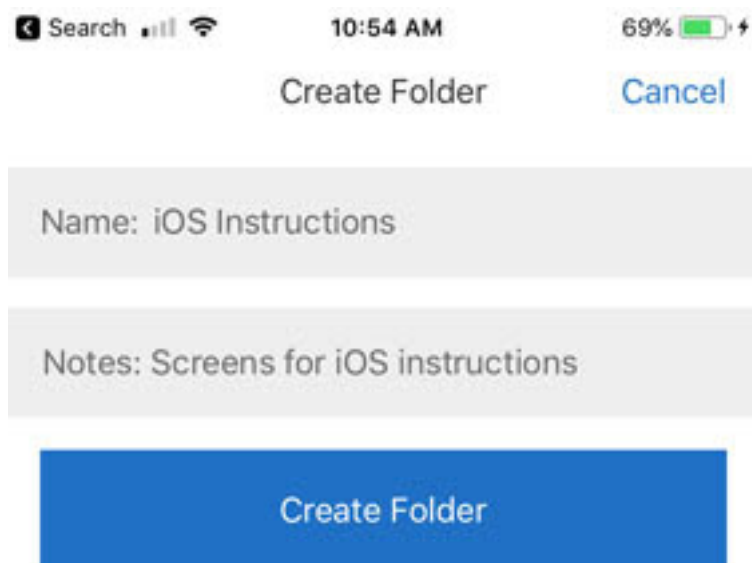 Search 10:54 AM 69%
Create Folder Cancel
Name: iOS Instructions
Notes: Screens for iOS instructions
Create Folder